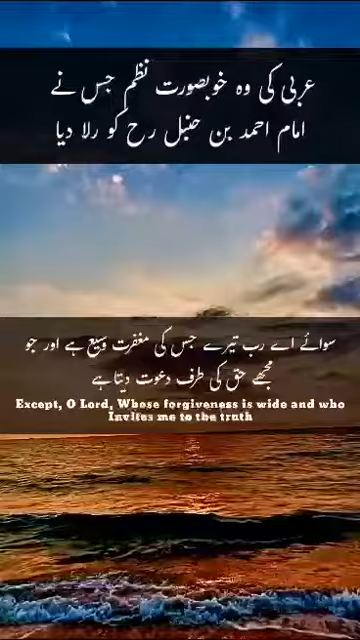 عربی کی وہ خوبصورت نظم جس نے
امام احمد بن حنبل رح کو رلا دیا
سوائے اے رب تیرے جس کی مغفرت وسیع ہے اور جو
مجھے حق کی طرف دعوت دیتاہے
Except, O Lord, Whose forgiveness is wide and who
Invites me to the truth